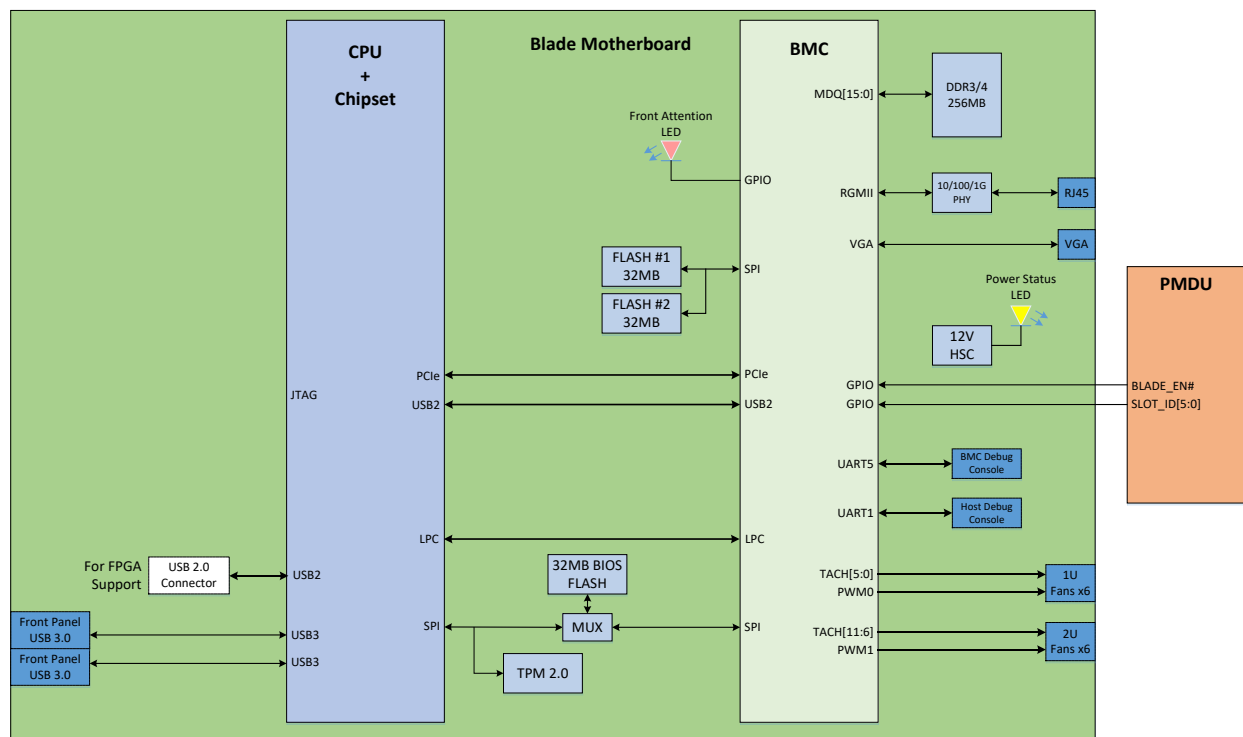 CPU
+
Chipset
Blade Motherboard
BMC
MDQ[15:0]
DDR3/4
256MB
Front Attention
LED
GPIO
RGMII
10/100/1G
PHY
RJ45
VGA
VGA
FLASH #1
32MB
SPI
FLASH #2
32MB
Power Status
LED
12V
HSC
PMDU
PCIe
PCIe
JTAG
USB2
USB2
GPIO
BLADE_EN#
GPIO
SLOT_ID[5:0]
UART5
BMC Debug
Console
UART1
Host Debug
Console
LPC
LPC
For FPGA
Support
USB 2.0
Connector
USB2
32MB BIOS
FLASH
TACH[5:0]
PWM0
1U
Fans x6
Front Panel
USB 3.0
USB3
SPI
MUX
SPI
TACH[11:6]
PWM1
2U
Fans x6
Front Panel
USB 3.0
USB3
TPM 2.0